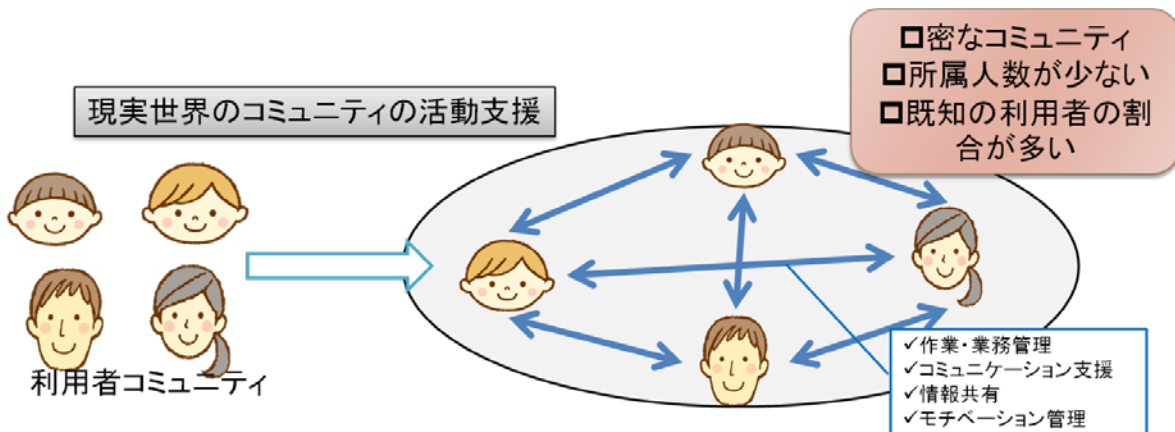 現実世界のコミュニティの活動支援
利用者コミュニティ
□密なコミュニティ
□所属人数が少ない
□既知の利用者の割
合が多い
✓作業・業務管理
✓コミュニケーション支援
✓情報共有
✓モチベーション管理